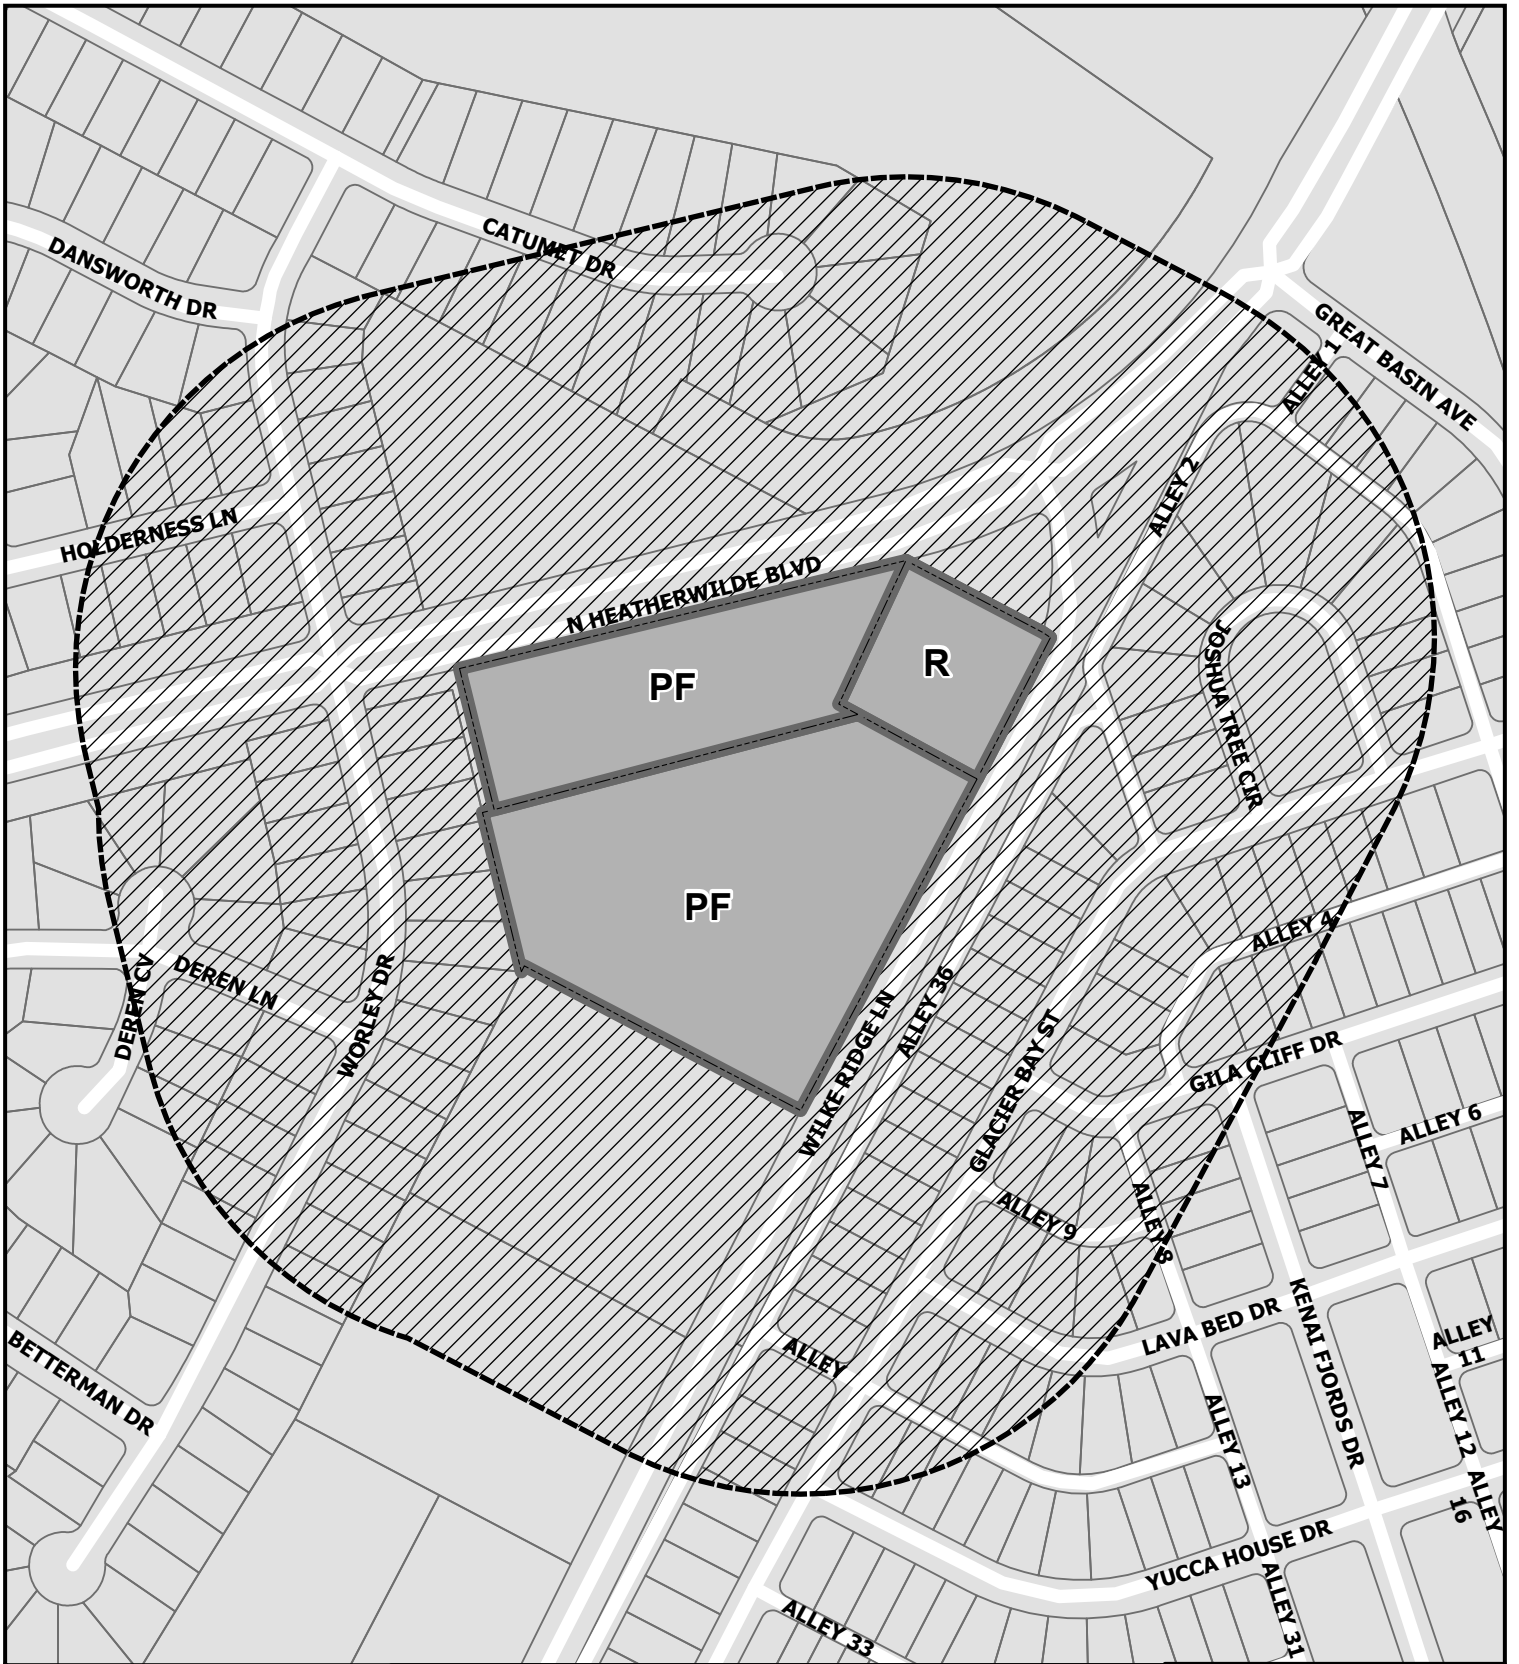 CATUMET DR
DANSWORTH DR
GREAT BASIN AVE
ALLEY 1
ALLEY 2
HOLDERNESS LN
N HEATHERWILDE BLVD
JOSHUA TREE CIR
R
PF
PF
ALLEY 4
DEREN LN
DEREN CV
WORLEY DR
WILKE RIDGE LN
ALLEY 36
GLACIER BAY ST
GILA CLIFF DR
ALLEY 6
ALLEY 7
ALLEY 9
ALLEY 8
LAVA BED DR
KENAI FJORDS DR
ALLEY
11
ALLEY
BETTERMAN DR
ALLEY 12
ALLEY 13
ALLEY
16
YUCCA HOUSE DR
ALLEY 31
ALLEY 33